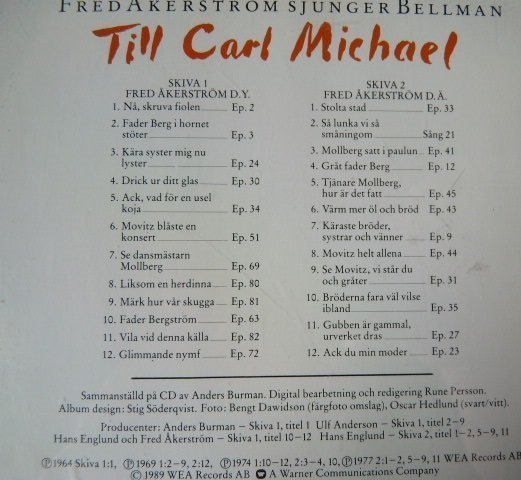 FRED ÅKERSTRÖM SJUNGER BELLMAN
Till Carl Michael
SKIVA 1
FRED ÅKERSTRÖM D.Y.
1. Nå, skruva fiolen Ep. 2
2. Fader Berg i hornet
stöter Ep. 3
3. Kära syster mig nu
lyster Ep. 24
4. Drick ur ditt glas Ep. 30
5. Ack, vad för en usel
koja Ep. 34
6. Movitz blåste en
konsert Ep. 51
7. Se dansmästarn
Mollberg Ep. 69
8. Liksom en herdinna Ep. 80
9. Märk hur vår skugga Ep. 81
10. Fader Bergström Ep. 63
11. Vila vid denna källa Ep. 82
12. Glimmande nymf Ep. 72
SKIVA 2
FRED ÅKERSTRÖM D.Ä.
1. Stolta stad Ep. 33
2. Så lunka vi så
småningom Sång 21
3. Mollberg satt i paulun Ep. 41
4. Gråt fader Berg Ep. 12
5. Tjänare Mollberg,
hur är det fatt Ep. 45
6. Värm mer öl och bröd Ep. 43
7. Käraste bröder,
systrar och vänner Ep. 9
8. Movitz helt allena Ep. 44
9. Se Movitz, vi står du
och gråter Ep. 31
10. Bröderna fara väl vilse
ibland Ep. 35
11. Gubben är gammal,
urverket dras Ep. 27
12. Ack du min moder Ep. 23
Sammanställd på CD av Anders Burman. Digital bearbetning och redigering Rune Persson.
Album design: Stig Söderqvist. Foto: Bengt Dawidson (färgfoto omslag), Oscar Hedlund (svart/vitt).
Producenter: Anders Burman – Skiva 1, titel 1 Ulf Anderson – Skiva 1, titel 2–9
Hans Englund och Fred Åkerström – Skiva 1, titel 10–12 Hans Englund – Skiva 2, titel 1–2, 5–9, 11
Ⓟ 1964 Skiva 1:1, Ⓟ 1969 1:2–9, 2:12, Ⓟ 1974 1:10–12, 2:3–4, 10, Ⓟ 1977 2:1–2, 5–9, 11 WEA Records AB
© 1989 WEA Records AB A Warner Communications Company